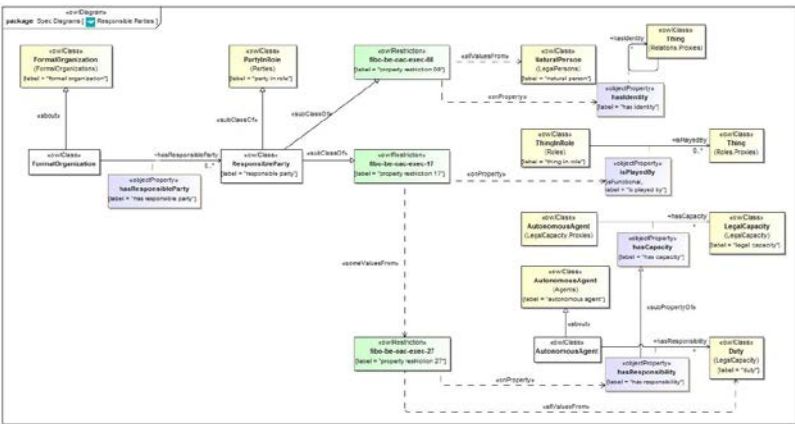 «owlDiagram»
package Spec Diagrams [ Responsible Parties ]
«owlClass»
FormalOrganization
(FormalOrganizations)
[label = "formal organization"]
«owlClass»
PartyInRole
(Parties)
[label = "party in role"]
«owlRestriction»
[label = "property restriction 08"]
«allValuesFrom»
«owlClass»
NaturalPerson
(LegalPersons)
[label = "natural person"]
+hasIdentity
«owlClass»
Thing
(Relations.Proxies)
«onProperty»
«objectProperty»
hasIdentity
[label = "has identity"]
«about»
«subClassOf»
«subClassOf»
«owlClass»
FormalOrganization
+hasResponsibleParty
0..*
«objectProperty»
hasResponsibleParty
[label = "has responsible party"]
«owlClass»
ResponsibleParty
[label = "responsible party"]
«subClassOf»
«owlRestriction»
fibo-be-oac-exec-17
[label = "property restriction 17"]
«onProperty»
«owlClass»
ThingInRole
(Roles)
[label = "thing in role"]
+isPlayedBy
0..*
«owlClass»
Thing
(Roles.Proxies)
«objectProperty»
isPlayedBy
{isFunctional,
[label = "is played by"]
«someValuesFrom»
«owlClass»
AutonomousAgent
(LegalCapacity.Proxies)
+hasCapacity
*
«owlClass»
LegalCapacity
[label = "legal capacity"]
«objectProperty»
hasCapacity
[label = "has capacity"]
«owlClass»
AutonomousAgent
(Agents)
[label = "autonomous agent"]
«subPropertyOf»
«about»
«owlClass»
AutonomousAgent
+hasResponsibility
*
«owlClass»
Duty
(LegalCapacity)
[label = "duty"]
«owlRestriction»
fibo-be-oac-exec-27
[label = "property restriction 27"]
«onProperty»
«objectProperty»
hasResponsibility
[label = "has responsibility"]
«allValuesFrom»